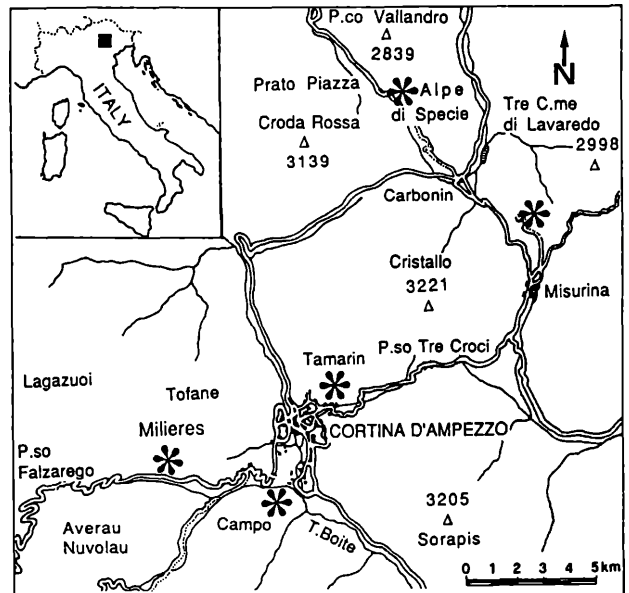 ITALY
P.co Vallandro
2839
N
Prato Piazza
Alpe
di Specie
Tre C.me
di Lavaredo
2998
Croda Rossa
3139
Carbonin
Cristallo
3221
Misurina
P.so Tre Croci
Tamarin
Lagazuoi
Tofane
Milieres
CORTINA D'AMPEZZO
P.so
Falzarego
Campo
T. Boite
3205
Sorapis
Averau
Nuvolau
0 1 2 3 4 5 km